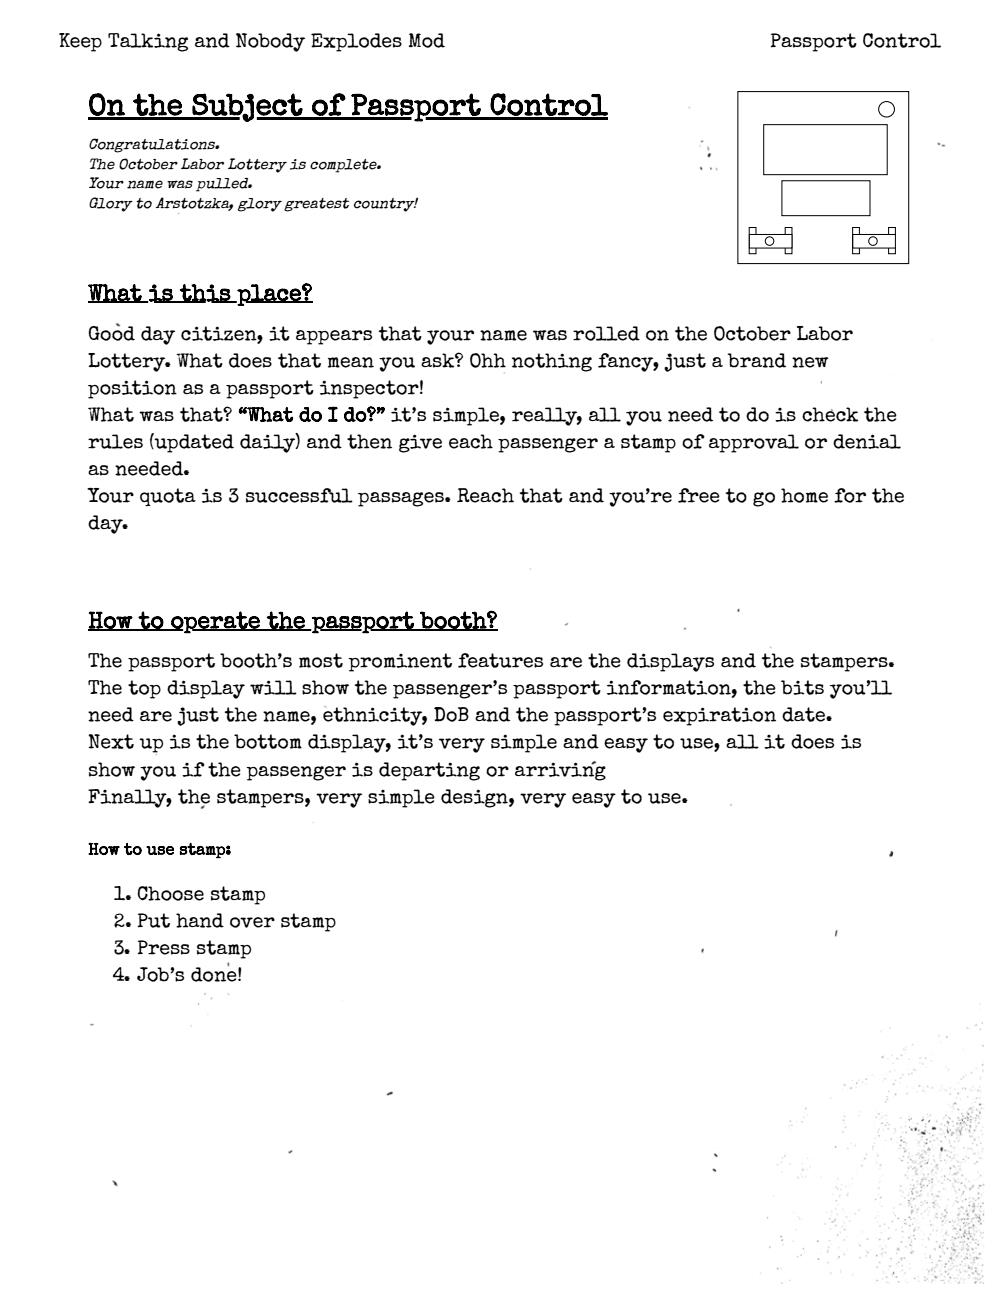 Keep Talking and Nobody Explodes Mod
Passport Control
On the Subject of Passport Control
Congratulations.
The October Labor Lottery is complete.
Your name was pulled.
Glory to Arstotzka, glory greatest country!
What is this place?
Good day citizen, it appears that your name was rolled on the October Labor
Lottery. What does that mean you ask? Ohh nothing fancy, just a brand new
position as a passport inspector!
What was that? “What do I do?” it’s simple, really, all you need to do is check the
rules (updated daily) and then give each passenger a stamp of approval or denial
as needed.
Your quota is 3 successful passages. Reach that and you’re free to go home for the
day.
How to operate the passport booth?
The passport booth’s most prominent features are the displays and the stampers.
The top display will show the passenger’s passport information, the bits you’ll
need are just the name, ethnicity, DoB and the passport’s expiration date.
Next up is the bottom display, it’s very simple and easy to use, all it does is
show you if the passenger is departing or arriving
Finally, the stampers, very simple design, very easy to use.
How to use stamp:
1. Choose stamp
2. Put hand over stamp
3. Press stamp
4. Job’s done!